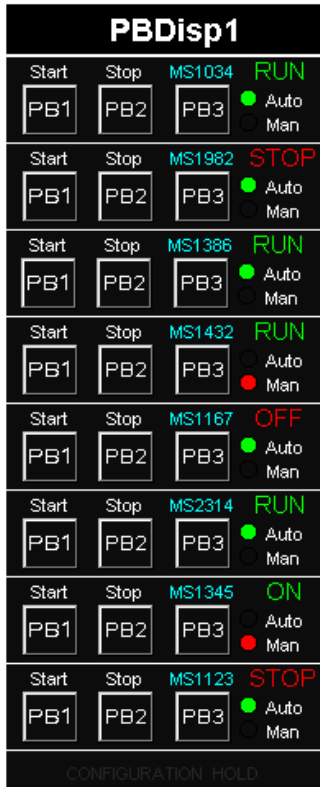 PBDisp1
Start Stop MS1034 RUN
PB1 PB2 PB3 Auto
Man
Start Stop MS1982 STOP
PB1 PB2 PB3 Auto
Man
Start Stop MS1386 RUN
PB1 PB2 PB3 Auto
Man
Start Stop MS1432 RUN
PB1 PB2 PB3 Auto
Man
Start Stop MS1167 OFF
PB1 PB2 PB3 Auto
Man
Start Stop MS2314 RUN
PB1 PB2 PB3 Auto
Man
Start Stop MS1345 ON
PB1 PB2 PB3 Auto
Man
Start Stop MS1123 STOP
PB1 PB2 PB3 Auto
Man
CONFIGURATION HOLD